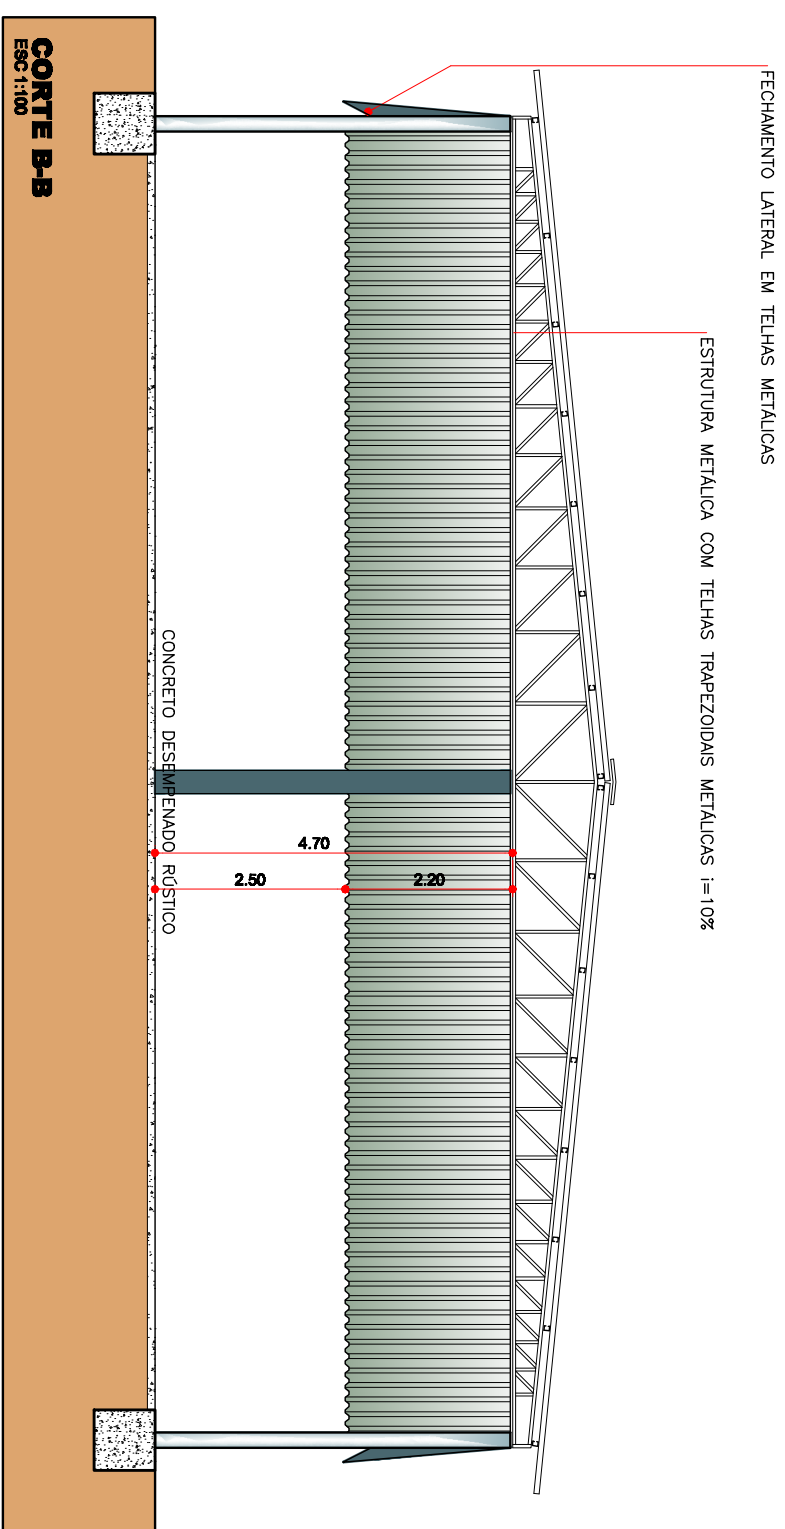 FECHAMENTO LATERAL EM TELHAS METÁLICAS
ESTRUTURA METÁLICA COM TELHAS TRAPEZOIDAIS METÁLICAS i=10%
4.70
2.50
2.20
CONCRETO DESEMPENADO RÚSTICO
CORTE B-B
ESC 1:100